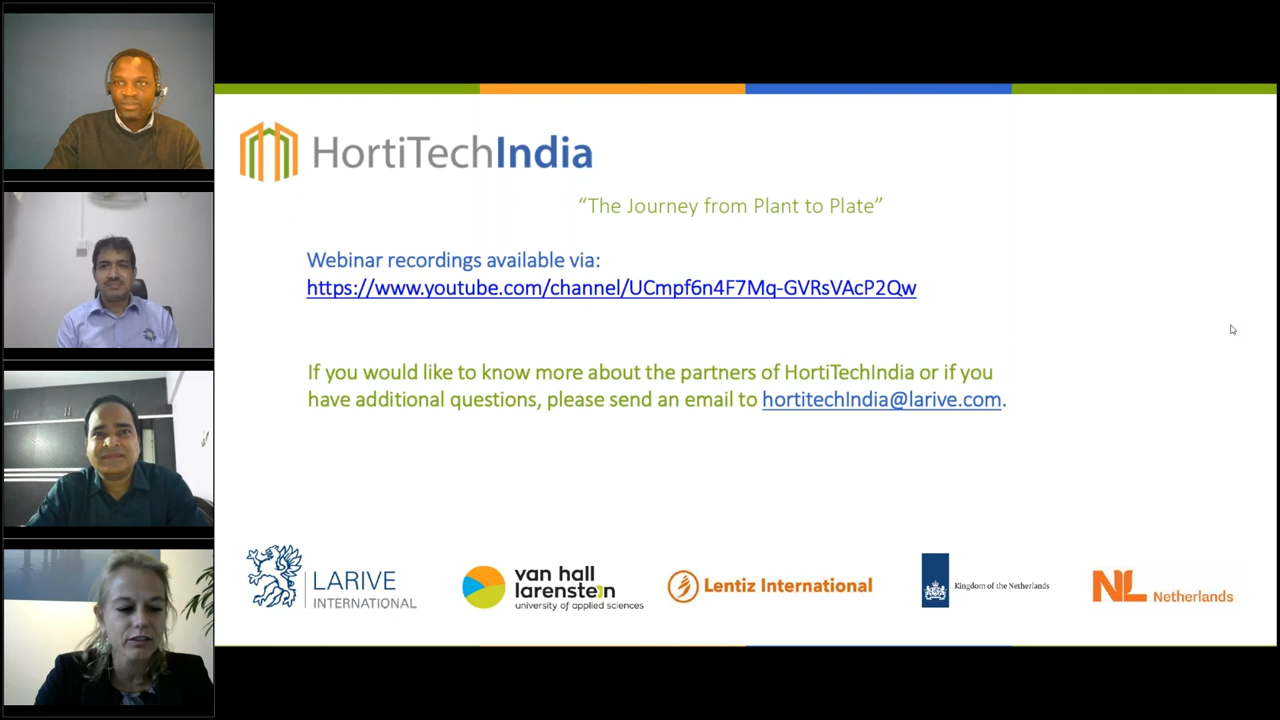 HortiTechIndia
“The Journey from Plant to Plate”
Webinar recordings available via:
https://www.youtube.com/channel/UCmpf6n4F7Mq-GVRsVAcP2Qw
If you would like to know more about the partners of HortiTechIndia or if you
have additional questions, please send an email to hortitechIndia@larive.com.
LARIVE
INTERNATIONAL
van hall
larenstein
university of applied sciences
Lentiz International
Kingdom of the Netherlands
NL Netherlands